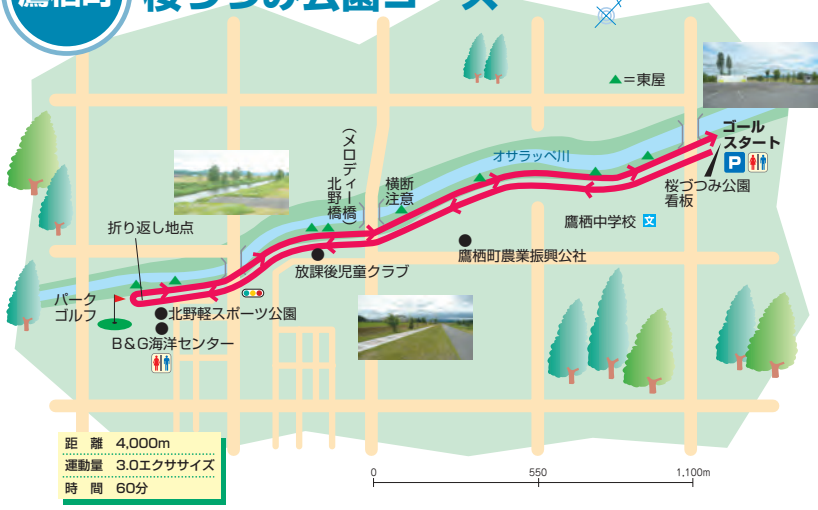 鷹栖町
桜づつみ公園コース
▲=東屋
ゴール
スタート
P
桜づつみ公園
看板
オサラッペ川
鷹栖中学校 文
横断
注意
北野橋
(メロディー橋)
鷹栖町農業振興公社
放課後児童クラブ
折り返し地点
パーク
ゴルフ
北野軽スポーツ公園
B&G海洋センター
距 離 4,000m
運動量 3.0エクササイズ
時 間 60分
0 550 1,100m